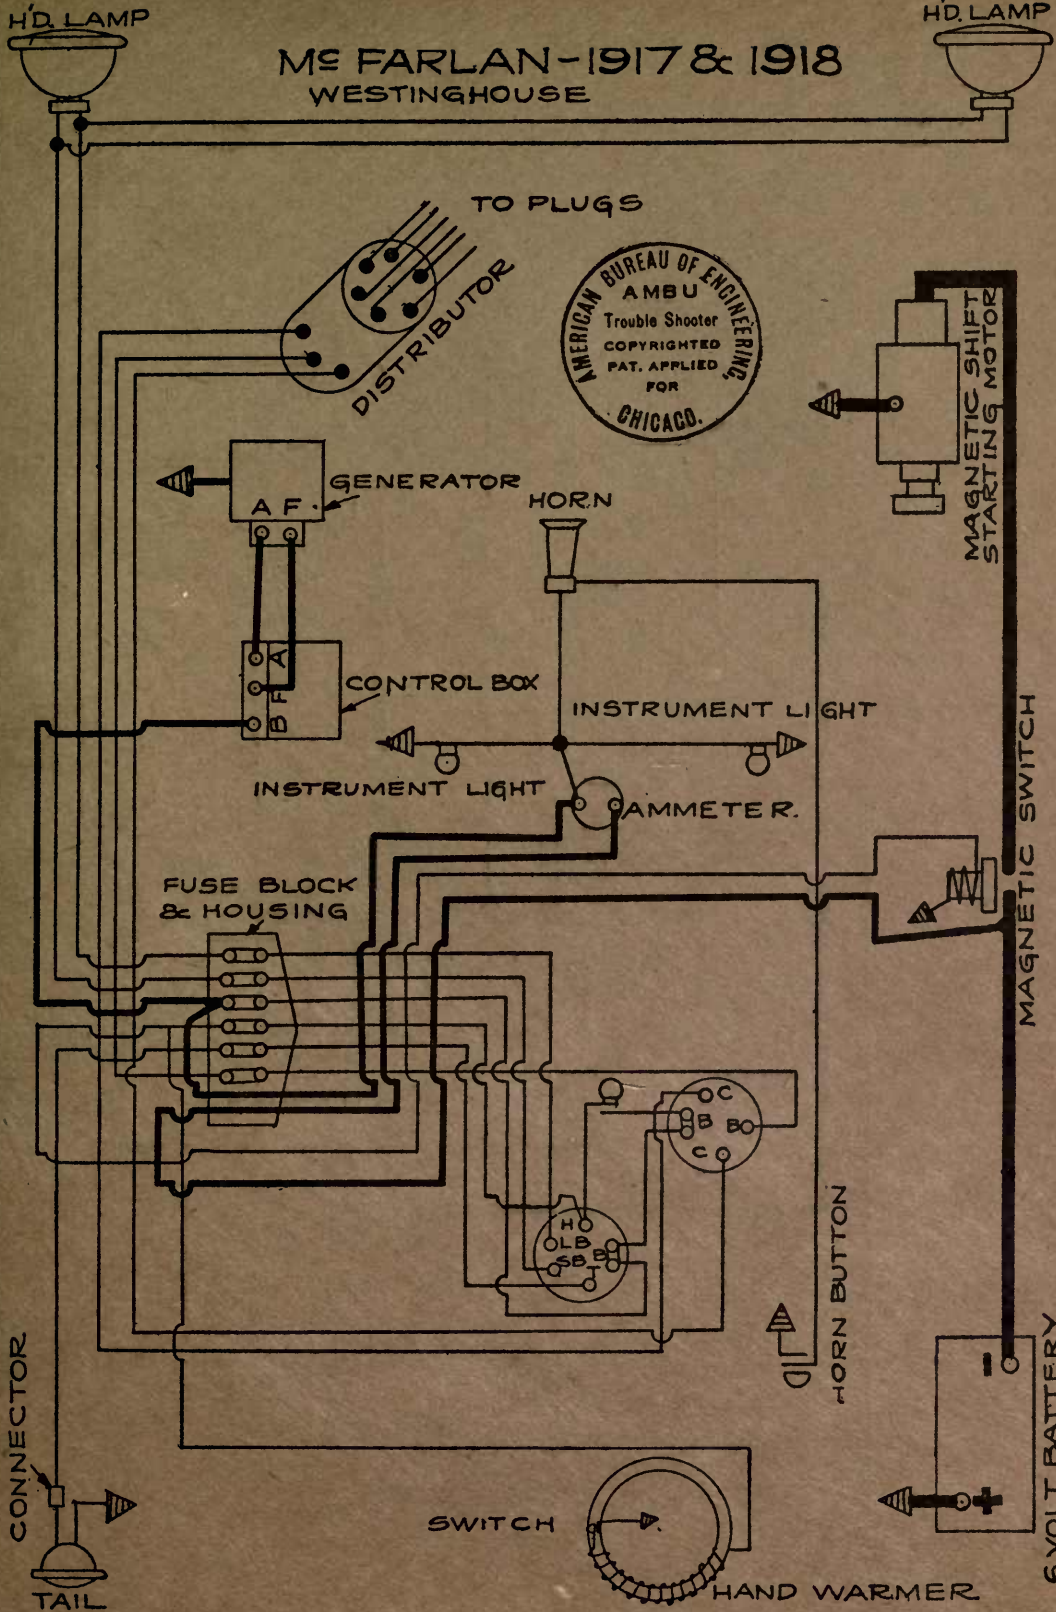 H'D. LAMP
H'D. LAMP
Mc FARLAN-1917 & 1918
WESTINGHOUSE
TO PLUGS
DISTRIBUTOR
AMERICAN BUREAU OF ENGINEERING,
AMBU
Trouble Shooter
COPYRIGHTED
PAT. APPLIED
FOR
CHICAGO.
MAGNETIC SHIFT
STARTING MOTOR
GENERATOR
A F
HORN
A
F
B
CONTROL BOX
INSTRUMENT LIGHT
INSTRUMENT LIGHT
AMMETER.
MAGNETIC SWITCH
FUSE BLOCK
& HOUSING
C
B B
C
H
LB
B
SB
T
HORN BUTTON
CONNECTOR
- 
+
6 VOLT BATTERY
SWITCH
HAND WARMER
TAIL